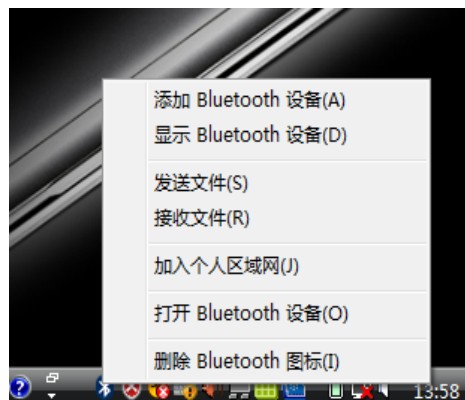 添加 Bluetooth 设备(A)
显示 Bluetooth 设备(D)
发送文件(S)
接收文件(R)
加入个人区域网(J)
打开 Bluetooth 设备(O)
删除 Bluetooth 图标(I)
13:58